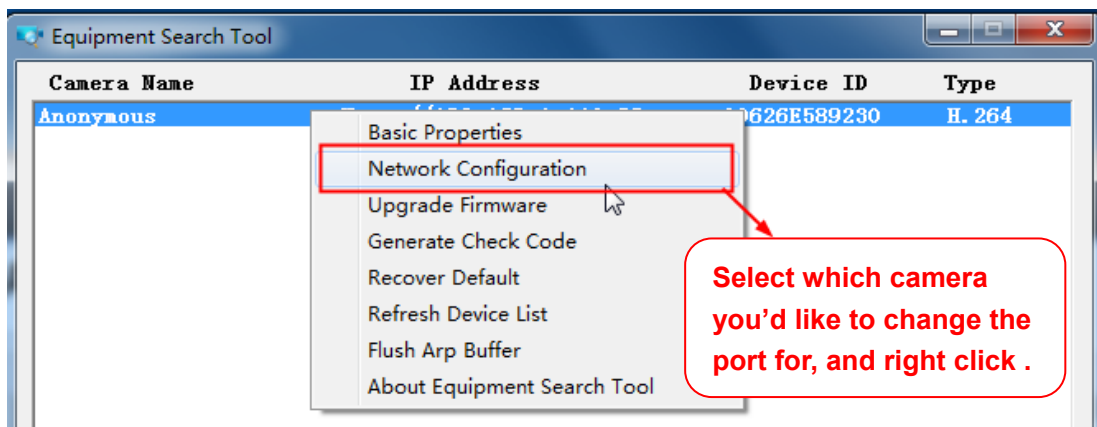 Equipment Search Tool
Camera Name IP Address Device ID Type
Anonymous H.264
Basic Properties
Network Configuration
Upgrade Firmware
Generate Check Code
Recover Default
Refresh Device List
Flush Arp Buffer
About Equipment Search Tool
Select which camera
you’d like to change the
port for, and right click .